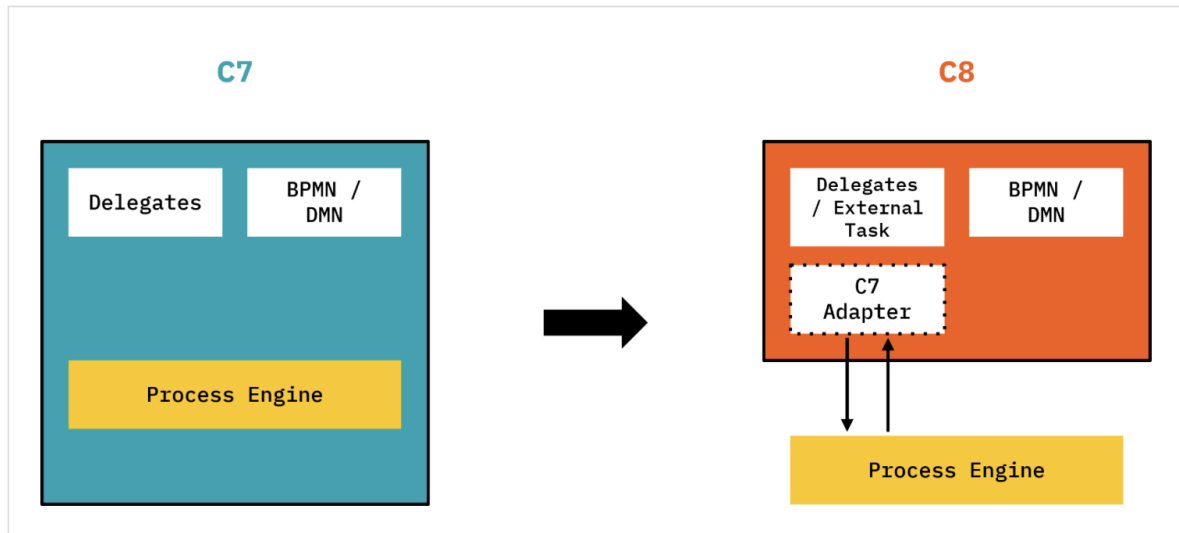 C7
C8
Delegates
BPMN /
DMN
Process Engine
Delegates
/ External
Task
BPMN /
DMN
C7
Adapter
Process Engine